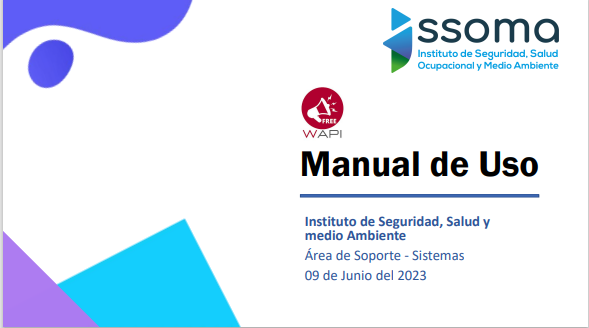 ssoma
Instituto de Seguridad, Salud
Ocupacional y Medio Ambiente
FREE
WAPI
Manual de Uso
Instituto de Seguridad, Salud y
medio Ambiente
Área de Soporte - Sistemas
09 de Junio del 2023